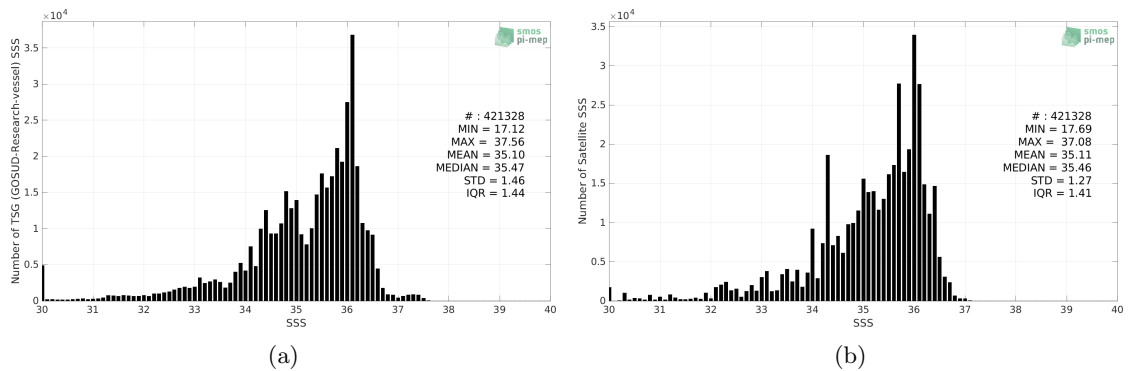 ×10⁴
3.5
3
2.5
2
1.5
1
0.5
0
30 31 32 33 34 35 36 37 38 39 40
SSS
Number of TSG (GOSUD-Research-vessel) SSS
smos
pi-mep
# : 421328
MIN = 17.12
MAX = 37.56
MEAN = 35.10
MEDIAN = 35.47
STD = 1.46
IQR = 1.44
(a)
×10⁴
3.5
3
2.5
2
1.5
1
0.5
0
30 31 32 33 34 35 36 37 38 39 40
SSS
Number of Satellite SSS
smos
pi-mep
# : 421328
MIN = 17.69
MAX = 37.08
MEAN = 35.11
MEDIAN = 35.46
STD = 1.27
IQR = 1.41
(b)